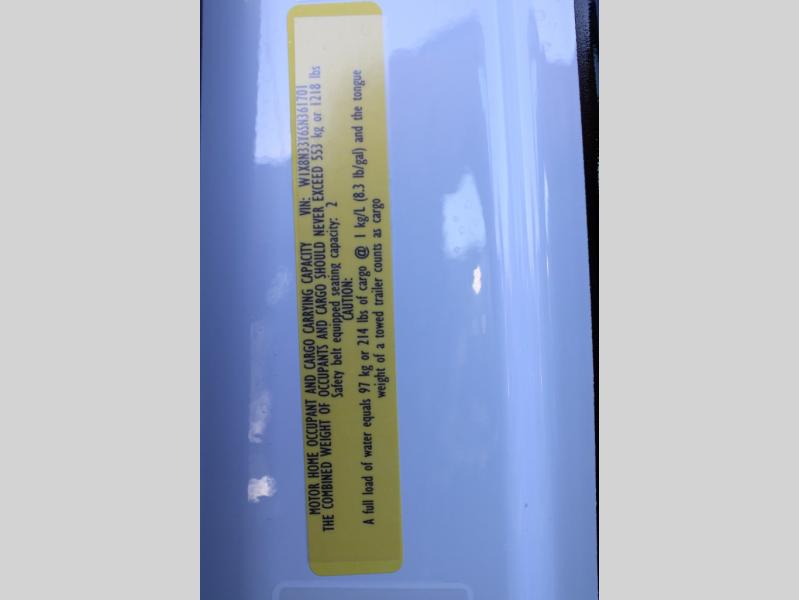 MOTOR HOME OCCUPANT AND CARGO CARRYING CAPACITY VIN: W1X8N33Y6SN361701
THE COMBINED WEIGHT OF OCCUPANTS AND CARGO SHOULD NEVER EXCEED 553 kg or 1218 lbs
Safety belt equipped seating capacity: 2
CAUTION:
A full load of water equals 97 kg or 214 lbs of cargo @ 1 kg/L (8.3 lb/gal) and the tongue
weight of a towed trailer counts as cargo